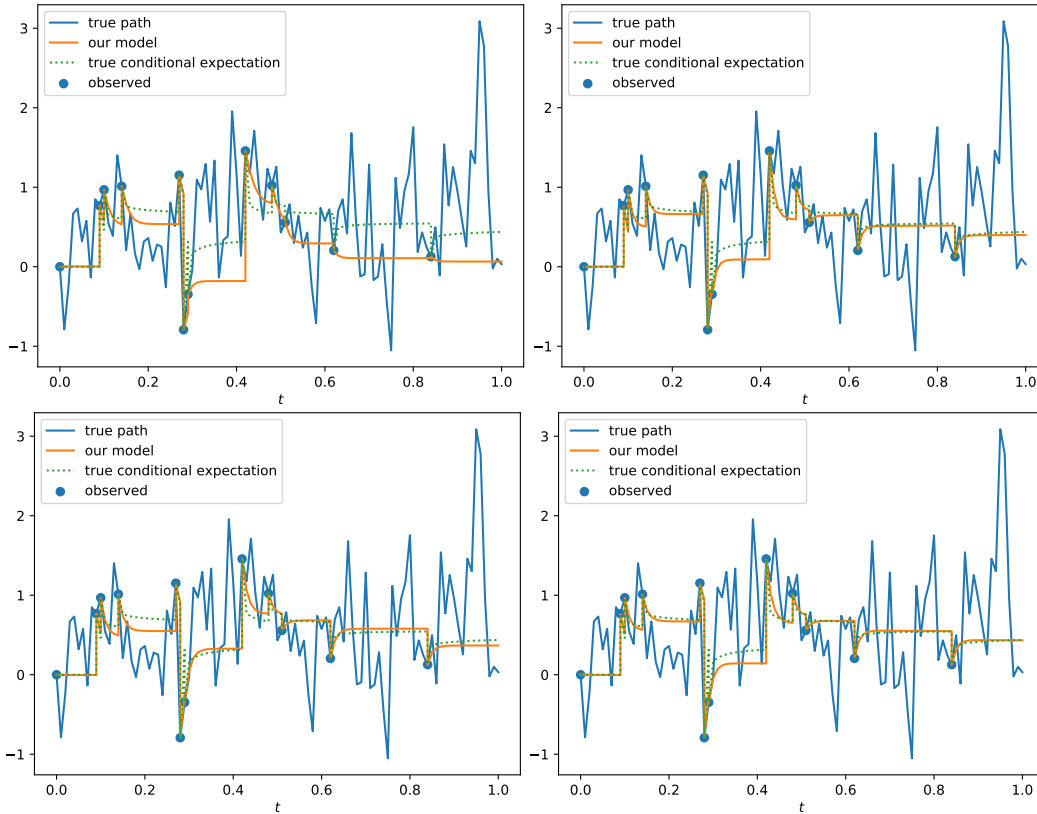 true path
our model
true conditional expectation
observed
3
2
1
0
−1
0.0 0.2 0.4 0.6 0.8 1.0
t
true path
our model
true conditional expectation
observed
3
2
1
0
−1
0.0 0.2 0.4 0.6 0.8 1.0
t
true path
our model
true conditional expectation
observed
3
2
1
0
−1
0.0 0.2 0.4 0.6 0.8 1.0
t
true path
our model
true conditional expectation
observed
3
2
1
0
−1
0.0 0.2 0.4 0.6 0.8 1.0
t